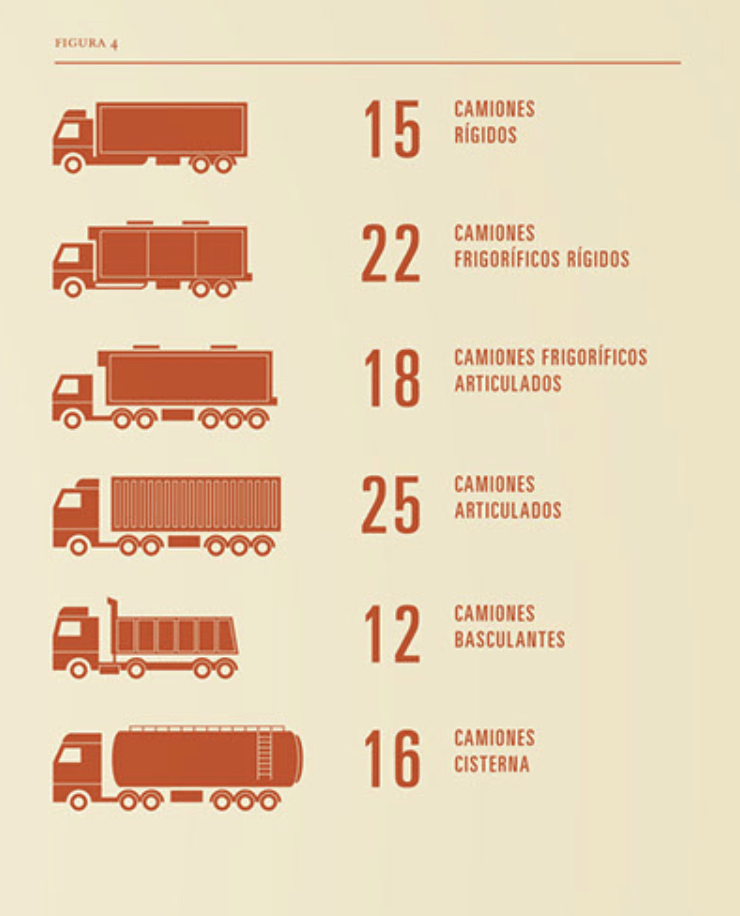 FIGURA 4
15 CAMIONES
RÍGIDOS
22 CAMIONES
FRIGORÍFICOS RÍGIDOS
18 CAMIONES FRIGORÍFICOS
ARTICULADOS
25 CAMIONES
ARTICULADOS
12 CAMIONES
BASCULANTES
16 CAMIONES
CISTERNA